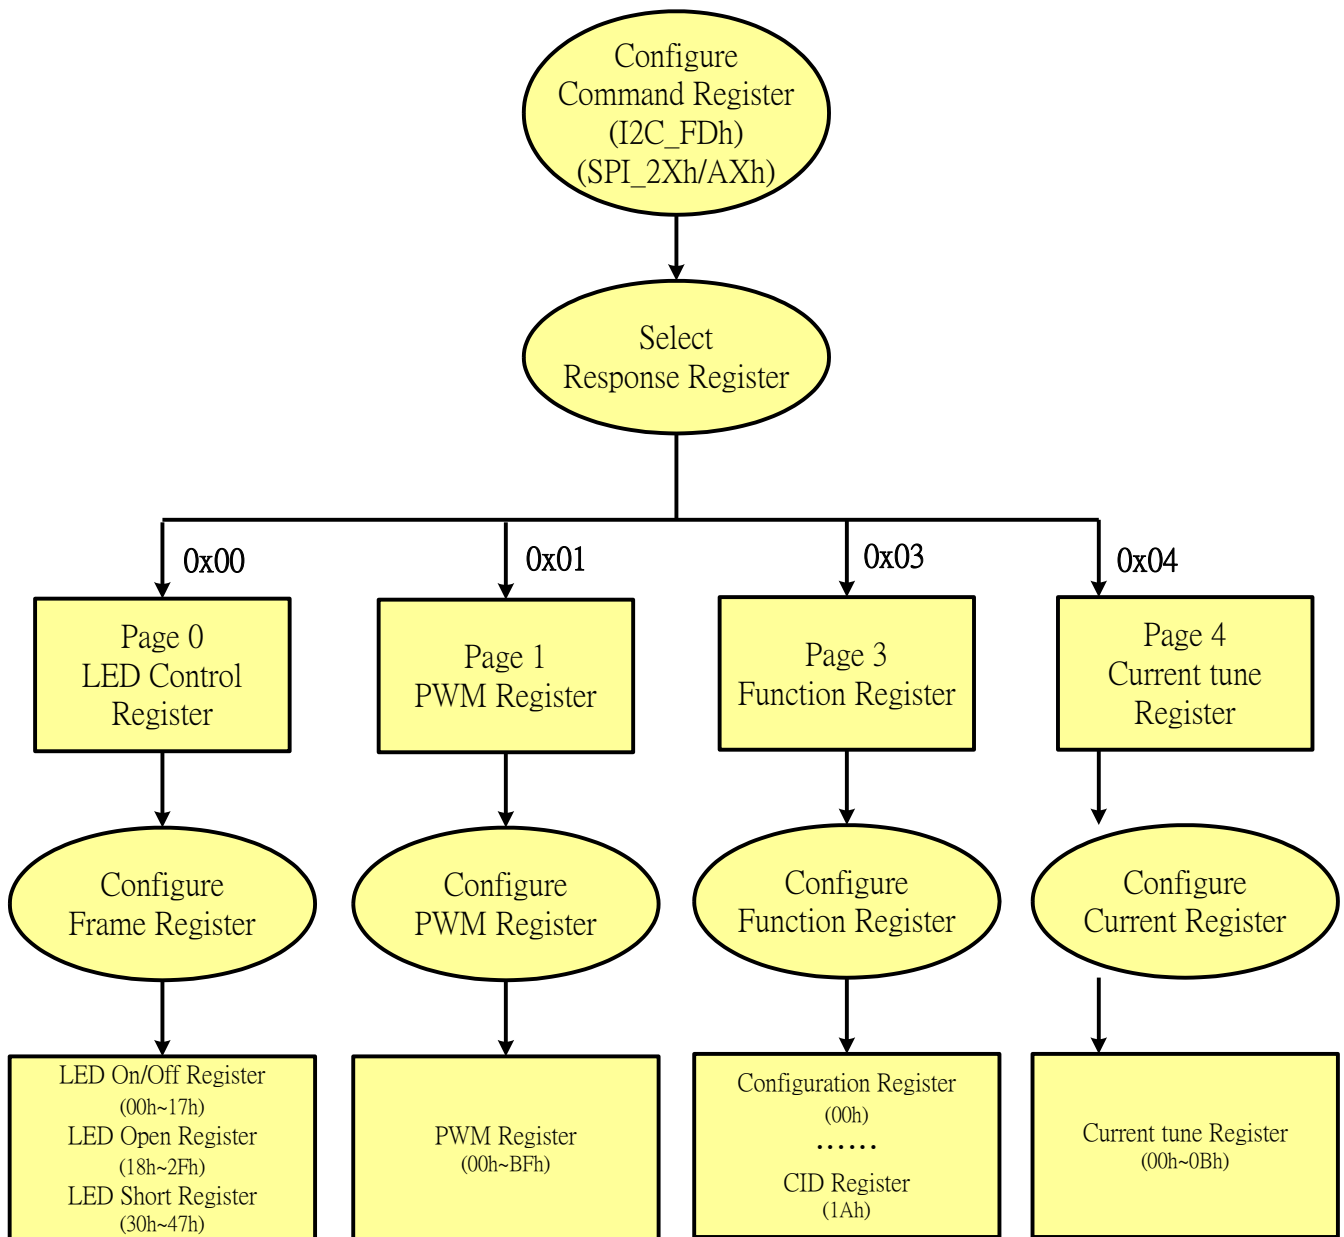 Configure
Command Register
(I2C_FDh)
(SPI_2Xh/AXh)
Select
Response Register
0x00
0x01
0x03
0x04
Page 0
LED Control
Register
Page 1
PWM Register
Page 3
Function Register
Page 4
Current tune
Register
Configure
Frame Register
Configure
PWM Register
Configure
Function Register
Configure
Current Register
LED On/Off Register
(00h~17h)
LED Open Register
(18h~2Fh)
LED Short Register
(30h~47h)
PWM Register
(00h~BFh)
Configuration Register
(00h)
......
CID Register
(1Ah)
Current tune Register
(00h~0Bh)